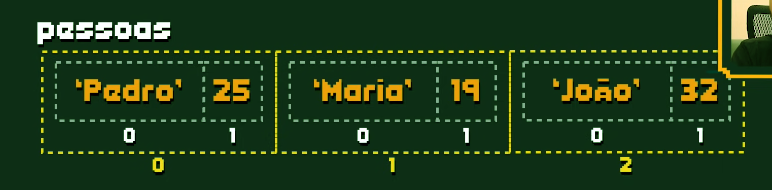 pessoas
'Pedro' 25 'Maria' 19 'João' 32
0 1 0 1 0 1
0 1 2